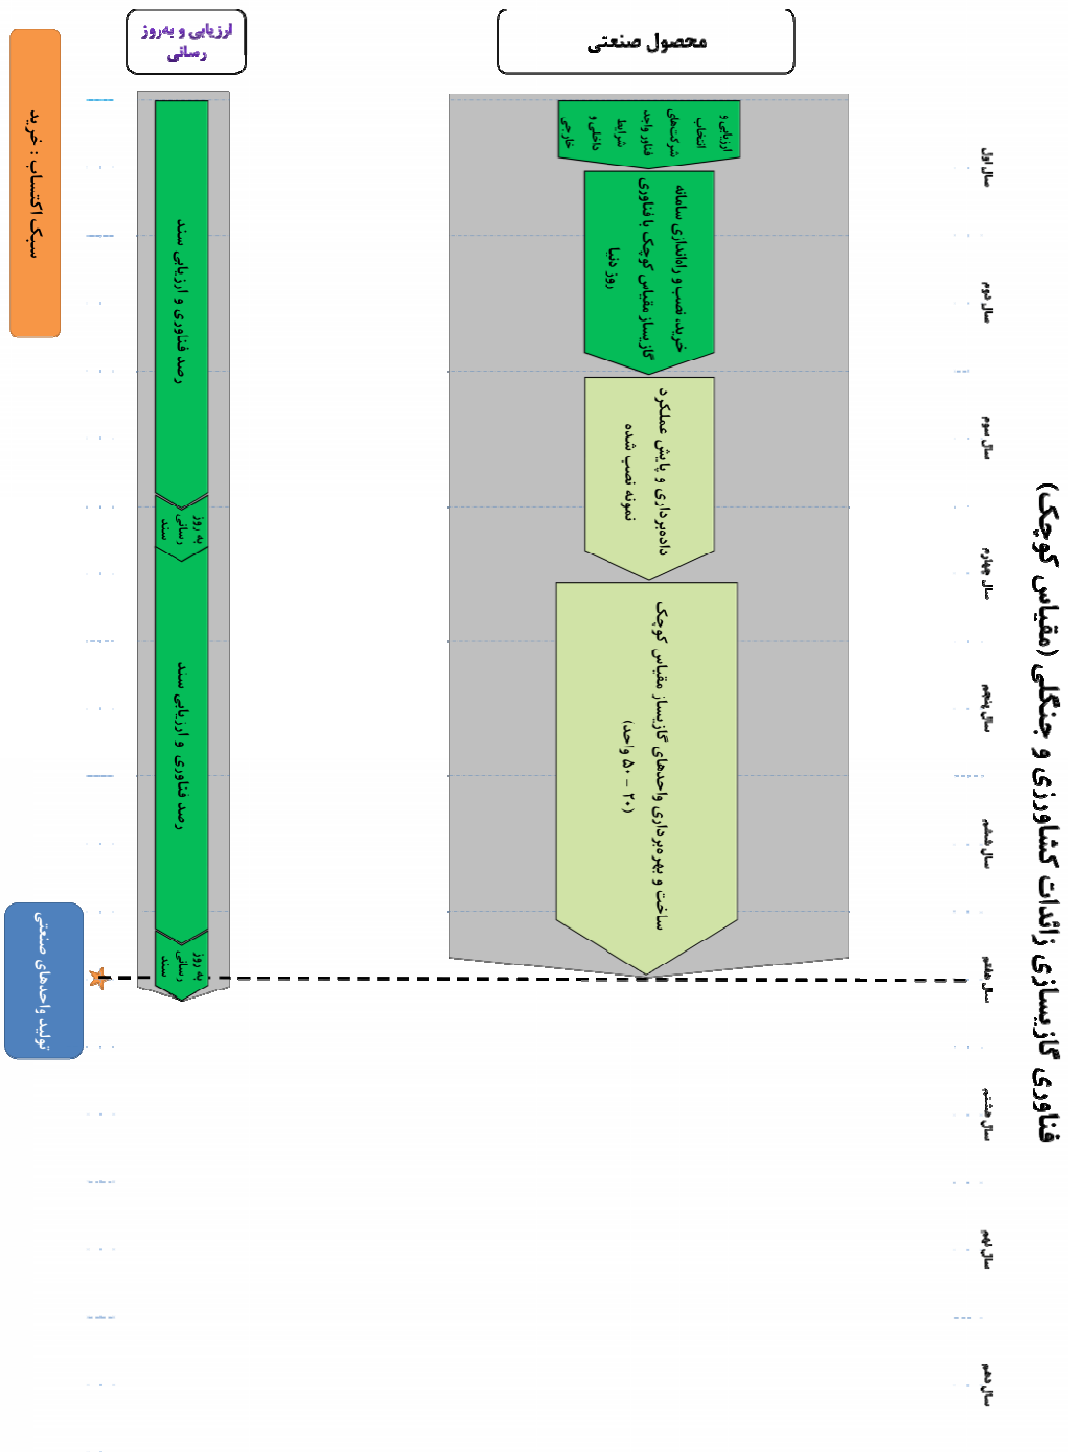 فناوری گازیسازی زائدات کشاورزی و جنگلی (مقیاس کوچک)
سال اول
سال دوم
سال سوم
سال چهارم
سال پنجم
سال ششم
سال هفتم
سال هشتم
سال نهم
سال دهم
محصول صنعتی
ارزیابی و
انتخاب
شرکت‌های
فناور واجد
شرایط
داخلی و
خارجی
خرید، نصب و راه‌اندازی سامانه
گازیساز مقیاس کوچک با فناوری
روز دنیا
داده‌برداری و پایش عملکرد
نمونه نصب شده
ساخت و بهره‌برداری واحدهای گازیساز مقیاس کوچک
(۲۰ – ۵۰ واحد)
ارزیابی و به‌روز
رسانی
رصد فناوری و ارزیابی سند
به روز
رسانی
سند
رصد فناوری و ارزیابی سند
به روز
رسانی
سند
سبک اکتساب : خرید
تولید واحدهای صنعتی